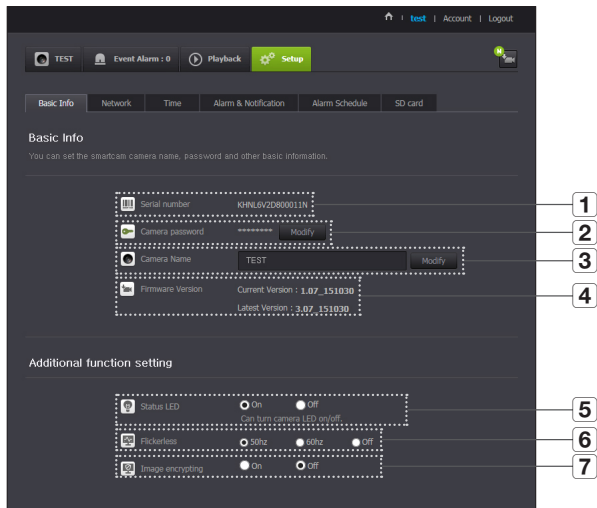 test | Account | Logout
TEST Event Alarm : 0 Playback Setup
M
Basic Info Network Time Alarm & Notification Alarm Schedule SD card
Basic Info
You can set the smartcam camera name, password and other basic information.
Serial number KHNL6V2D800011N 1
Camera password ******** Modify 2
Camera Name TEST Modify 3
Firmware Version Current Version : 1.07_151030 4
Latest Version : 3.07_151030
Additional function setting
Status LED On Off 5
Can turn camera LED on/off.
Flickerless 50hz 60hz Off 6
Image encrypting On Off 7